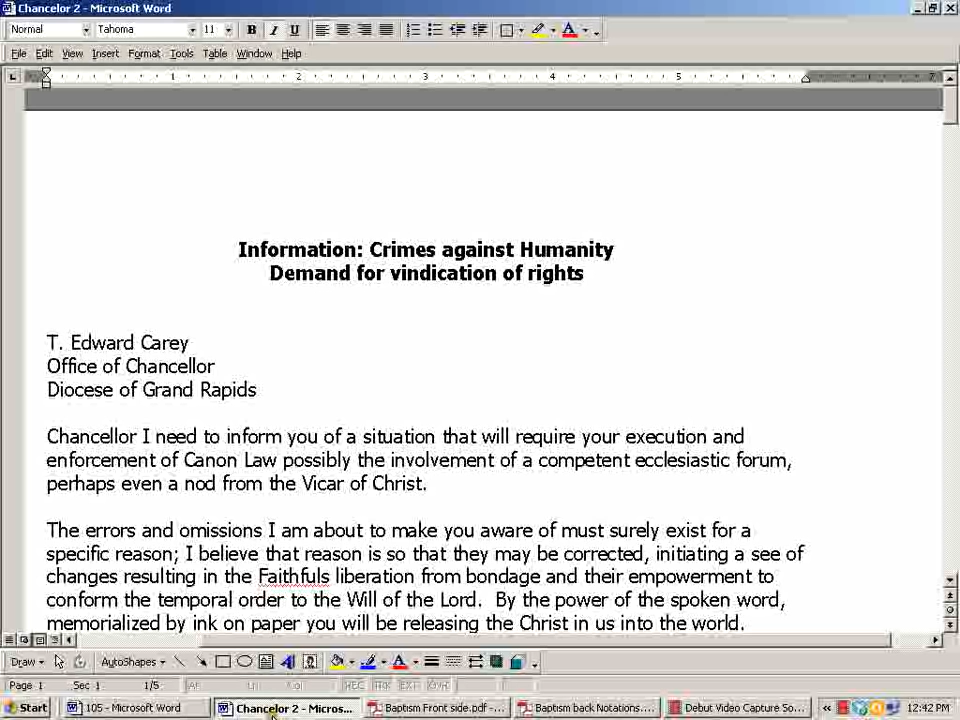 Chancelor 2 - Microsoft Word
Normal Tahoma 11 B I U A
File Edit View Insert Format Tools Table Window Help
1 2 3 4 5 7
Information: Crimes against Humanity
Demand for vindication of rights
T. Edward Carey
Office of Chancellor
Diocese of Grand Rapids
Chancellor I need to inform you of a situation that will require your execution and
enforcement of Canon Law possibly the involvement of a competent ecclesiastic forum,
perhaps even a nod from the Vicar of Christ.
The errors and omissions I am about to make you aware of must surely exist for a
specific reason; I believe that reason is so that they may be corrected, initiating a see of
changes resulting in the Faithfuls liberation from bondage and their empowerment to
conform the temporal order to the Will of the Lord.  By the power of the spoken word,
memorialized by ink on paper you will be releasing the Christ in us into the world.
Draw AutoShapes A
Page 1 Sec 1 1/5 At Ln Col REC TRK EXT OVR
Start 105 - Microsoft Word Chancelor 2 - Micros... Baptism Front side.pdf -... Baptism back Notations.... Debut Video Capture So... « 12:42 PM